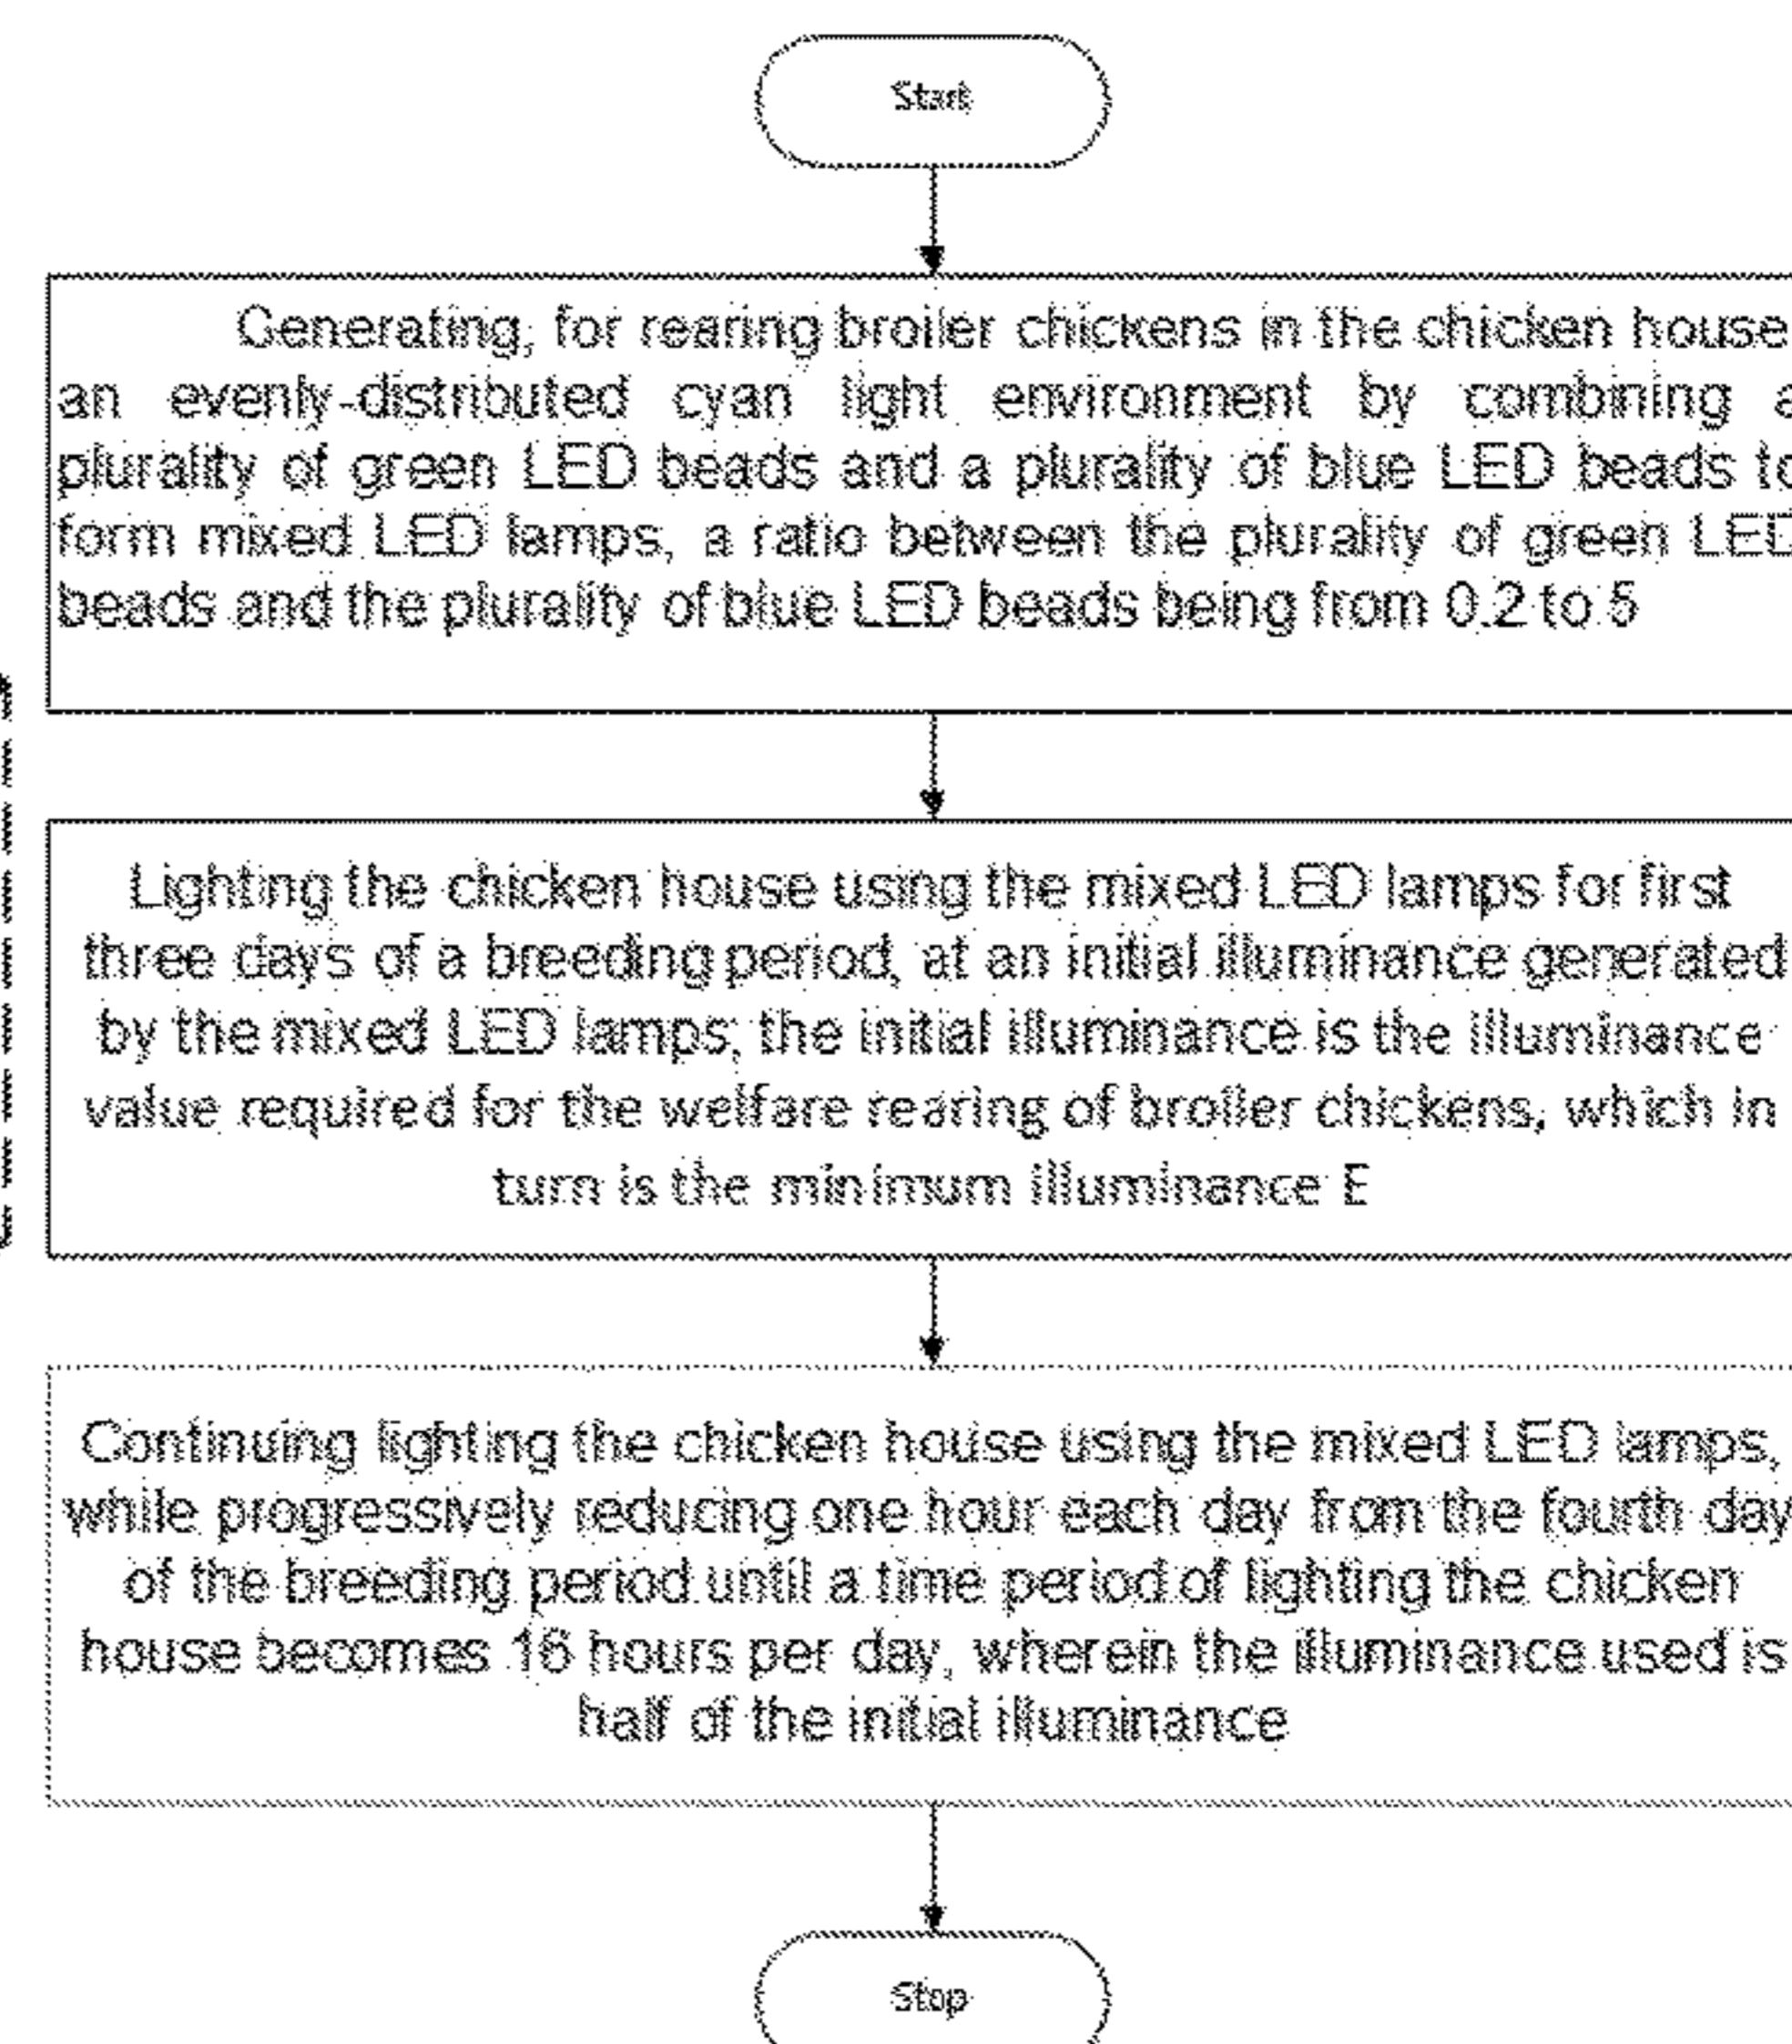 Start
Generating, for rearing broiler chickens in the chicken house
an evenly-distributed cyan light environment by combining a
plurality of green LED beads and a plurality of blue LED beads to
form mixed LED lamps, a ratio between the plurality of green LED
beads and the plurality of blue LED beads being from 0.2 to 5
Lighting the chicken house using the mixed LED lamps for first
three days of a breeding period, at an initial illuminance generated
by the mixed LED lamps, the initial illuminance is the illuminance
value required for the welfare rearing of broiler chickens, which in
turn is the minimum illuminance E
Continuing lighting the chicken house using the mixed LED lamps,
while progressively reducing one hour each day from the fourth day
of the breeding period until a time period of lighting the chicken
house becomes 16 hours per day, wherein the illuminance used is
half of the initial illuminance
Stop